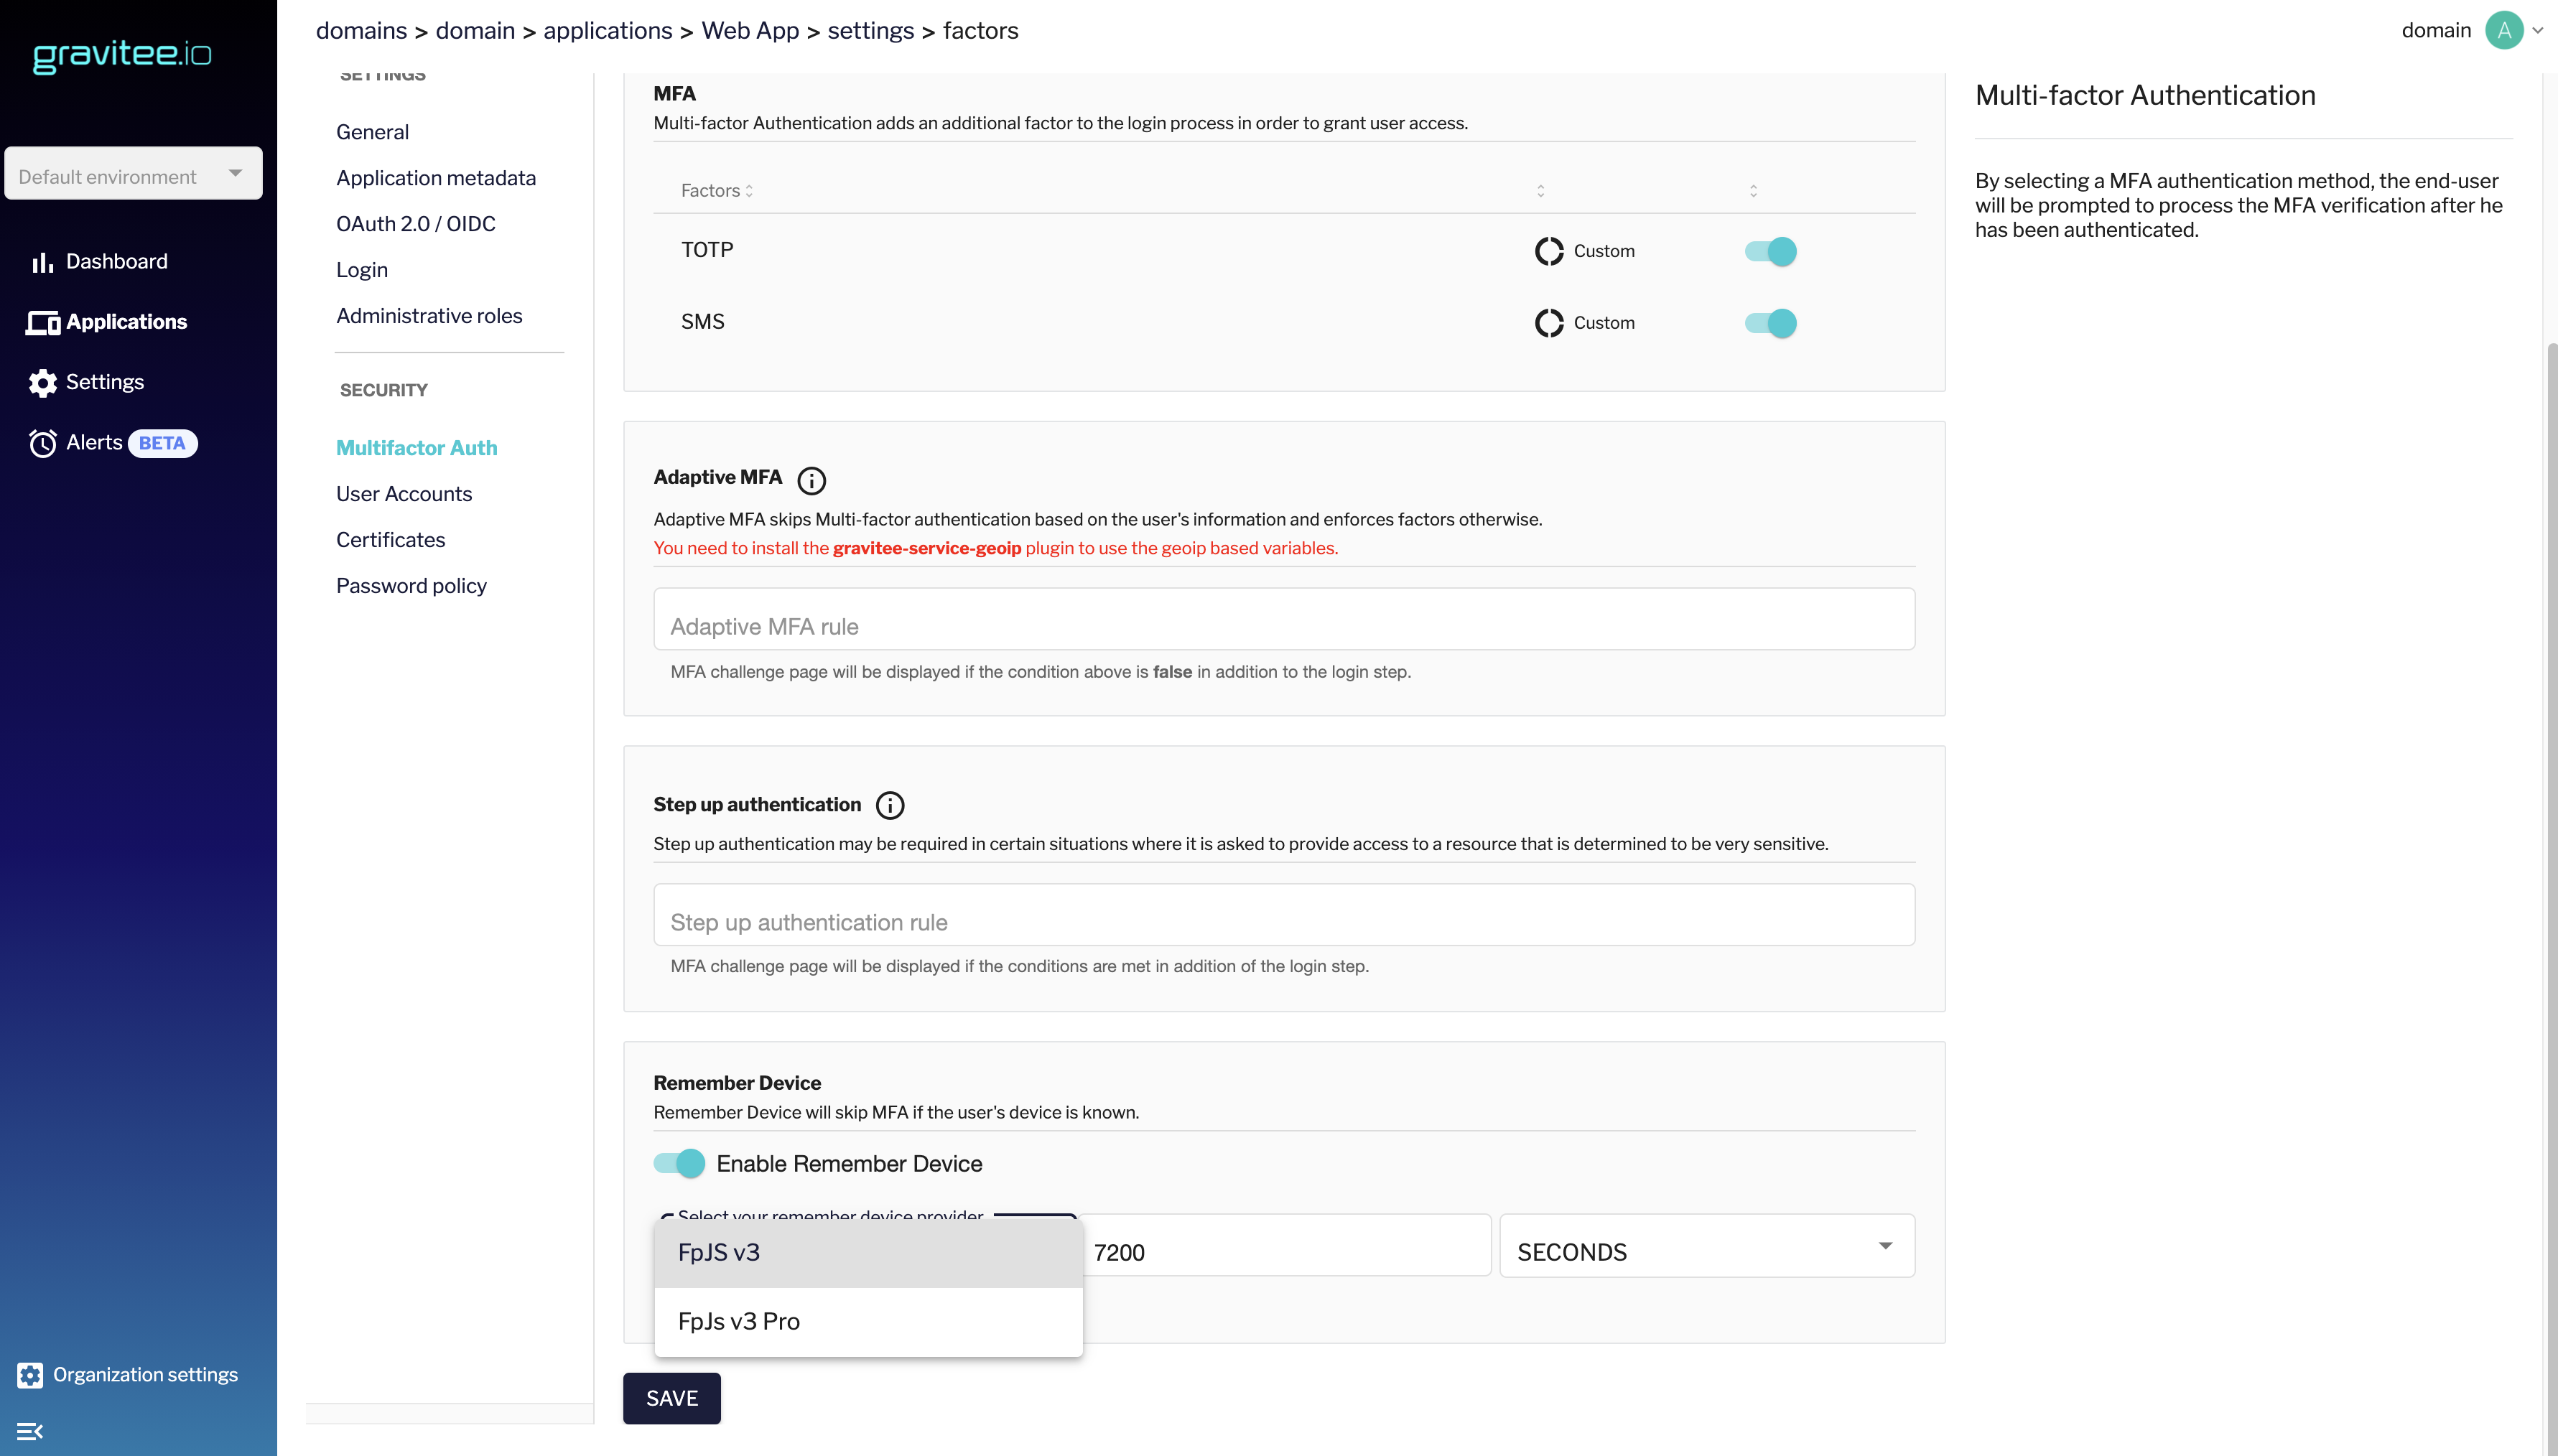 gravitee.io
domains > domain > applications > Web App > settings > factors
domain
A
Default environment
Dashboard
Applications
Settings
Alerts BETA
Organization settings
SETTINGS
General
Application metadata
OAuth 2.0 / OIDC
Login
Administrative roles
SECURITY
Multifactor Auth
User Accounts
Certificates
Password policy
MFA
Multi-factor Authentication adds an additional factor to the login process in order to grant user access.
Factors
TOTP
Custom
SMS
Custom
Adaptive MFA
Adaptive MFA skips Multi-factor authentication based on the user's information and enforces factors otherwise.
You need to install the gravitee-service-geoip plugin to use the geoip based variables.
Adaptive MFA rule
MFA challenge page will be displayed if the condition above is false in addition to the login step.
Step up authentication
Step up authentication may be required in certain situations where it is asked to provide access to a resource that is determined to be very sensitive.
Step up authentication rule
MFA challenge page will be displayed if the conditions are met in addition of the login step.
Remember Device
Remember Device will skip MFA if the user's device is known.
Enable Remember Device
Select your remember device provider
FpJS v3
FpJs v3 Pro
7200
SECONDS
SAVE
Multi-factor Authentication
By selecting a MFA authentication method, the end-user
will be prompted to process the MFA verification after he
has been authenticated.